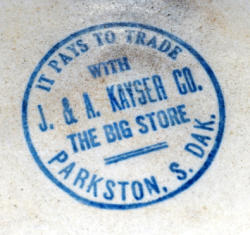 IT PAYS TO TRADE
WITH
J. & A. KAYSER CO.
THE BIG STORE
PARKSTON, S. DAK.